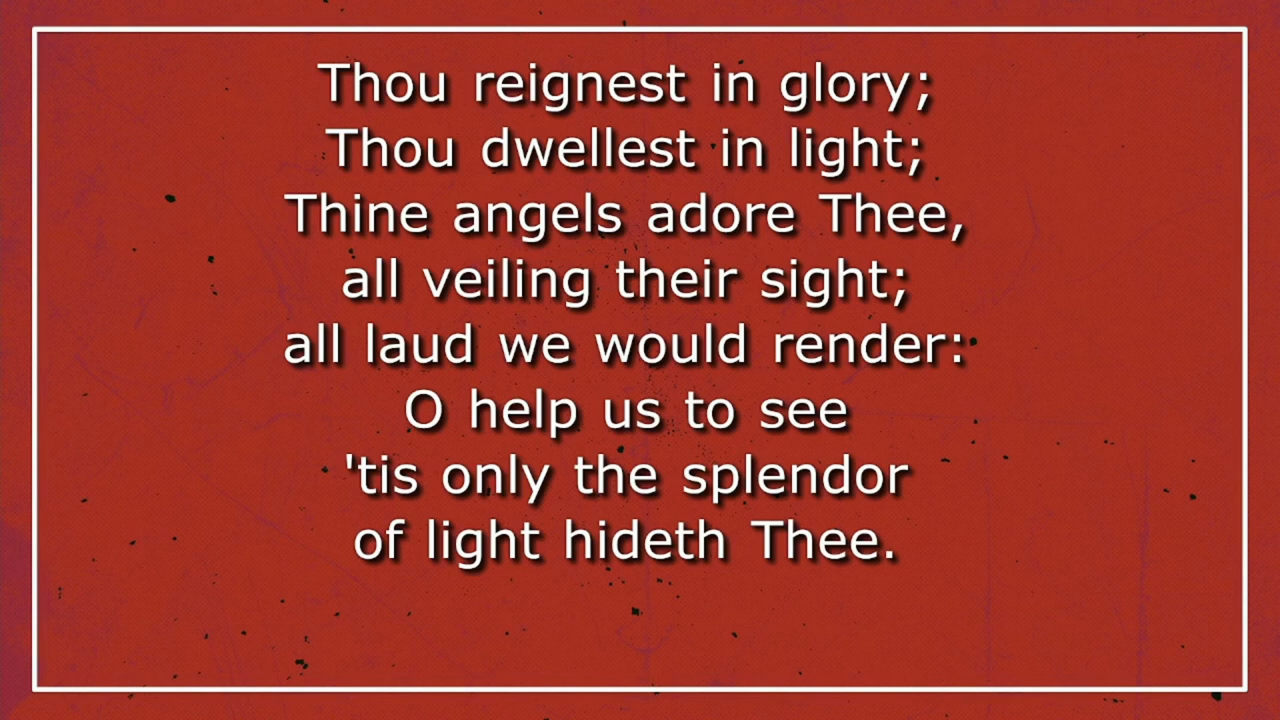 Thou reignest in glory;
Thou dwellest in light;
Thine angels adore Thee,
all veiling their sight;
all laud we would render:
O help us to see
'tis only the splendor
of light hideth Thee.